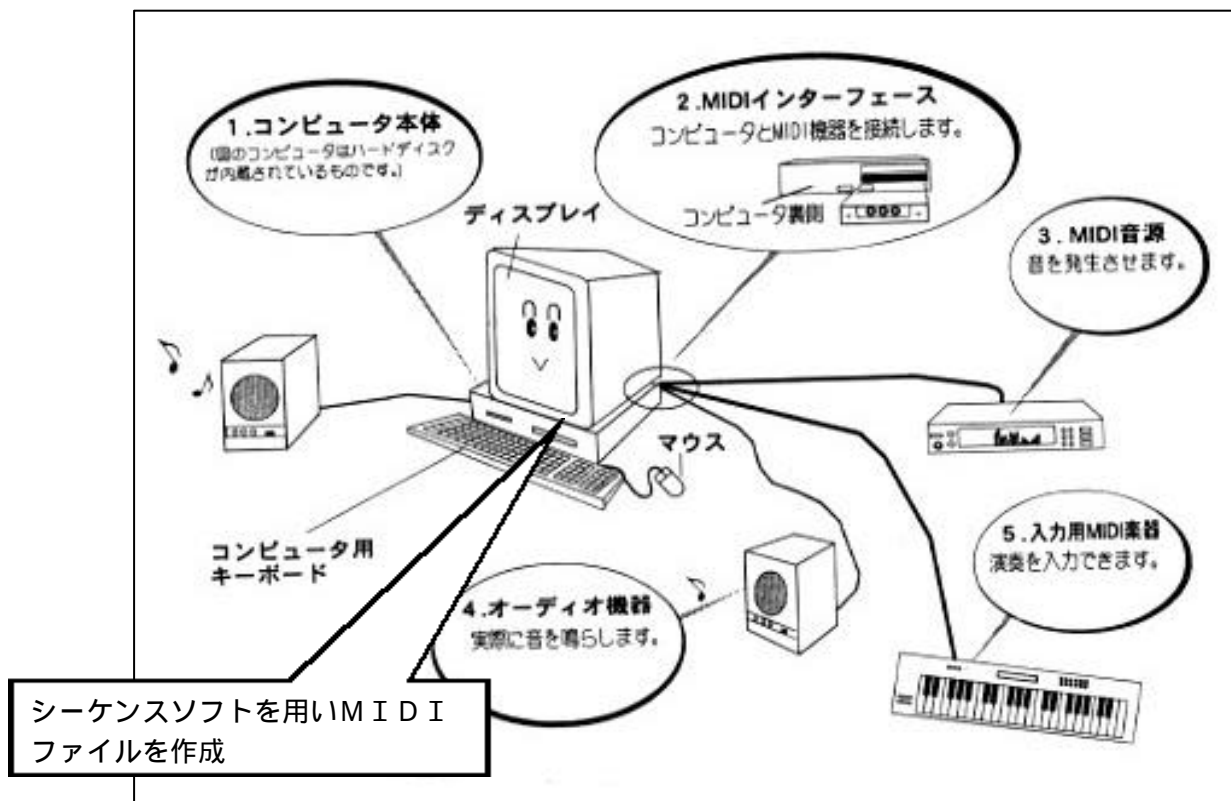 1.コンピュータ本体
(図のコンピュータはハードディスク
が内蔵されているものです。)
2.MIDIインターフェース
コンピュータとMIDI機器を接続します。
コンピュータ裏側
ディスプレイ
3.MIDI音源
音を発生させます。
マウス
コンピュータ用
キーボード
4.オーディオ機器
実際に音を鳴らします。
5.入力用MIDI楽器
演奏を入力できます。
シーケンスソフトを用いＭＩＤＩ
ファイルを作成